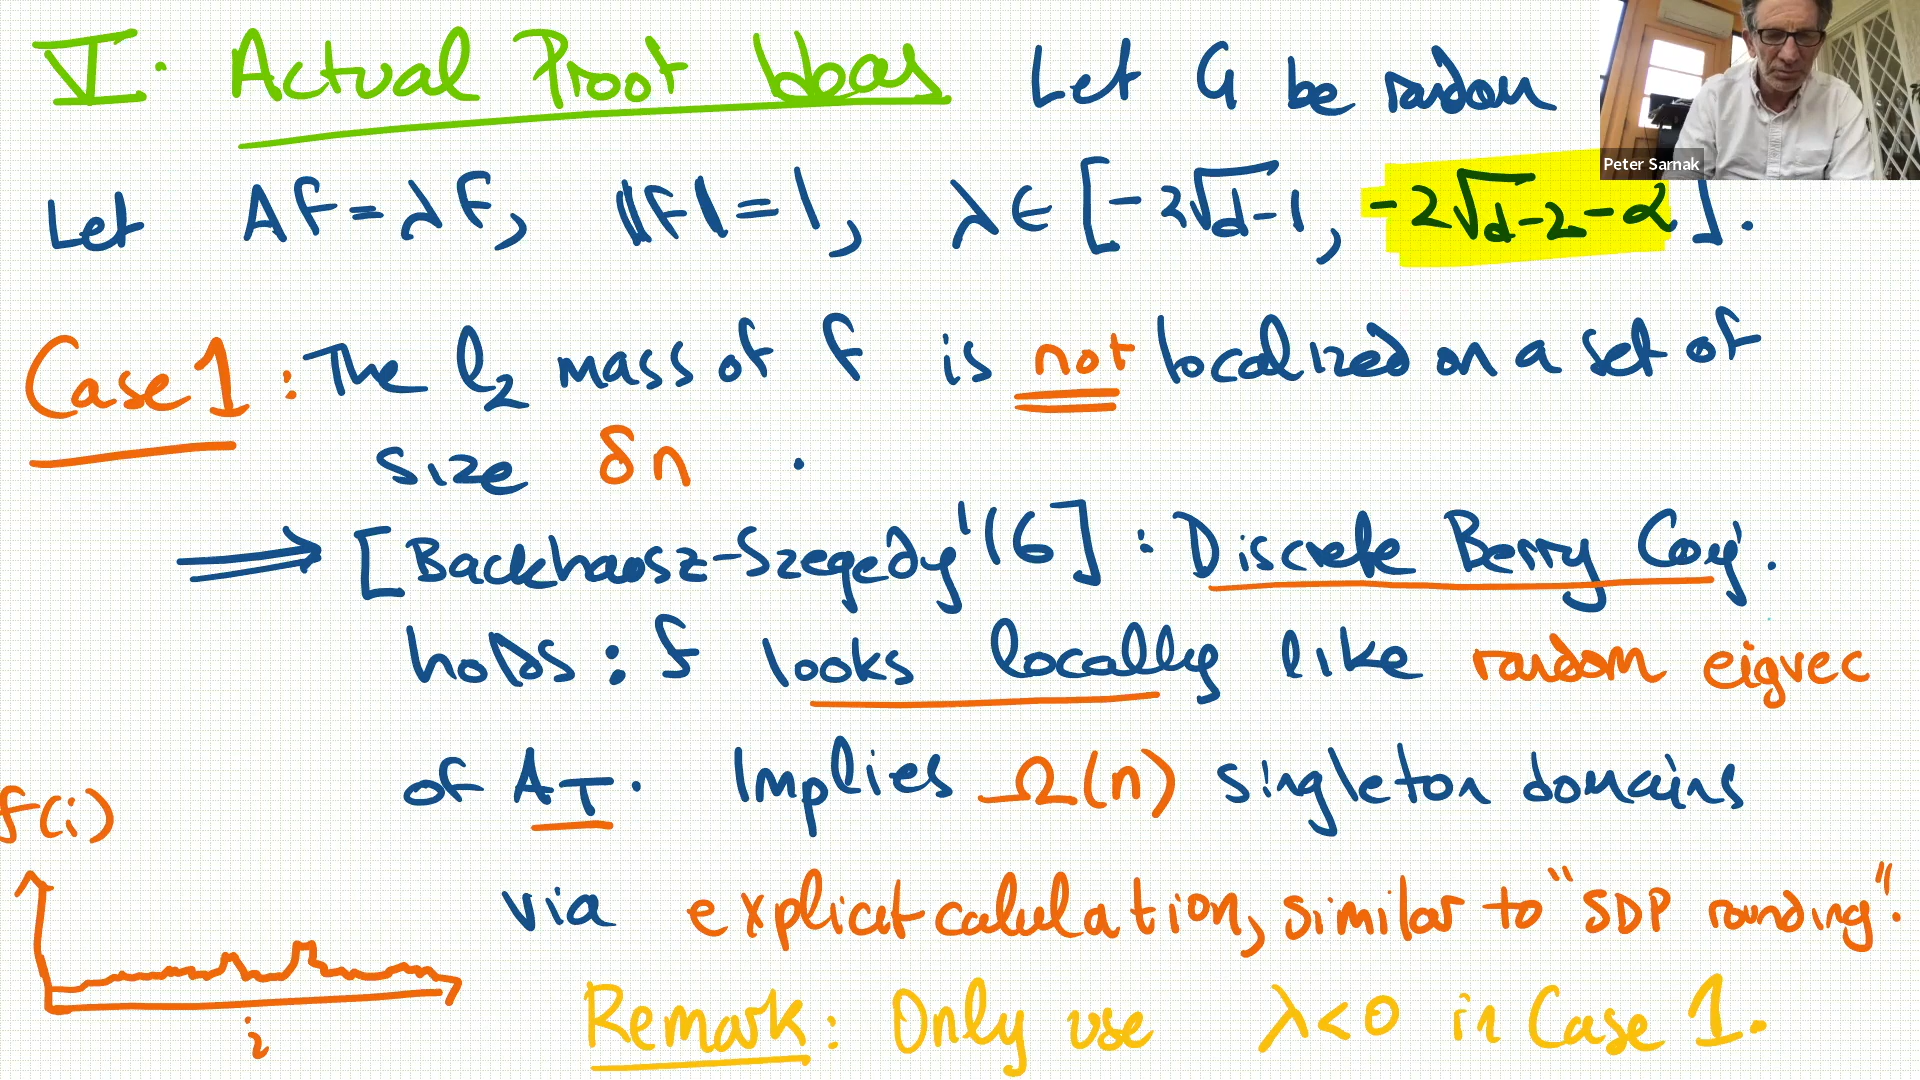 V. Actual Proof Ideas Let G be random
Peter Sarnak
Let Af=λf, ‖f‖=1, λ∈[-2√d-1, -2√d-2-α].
Case 1: The l₂ mass of f is not localized on a set of
size δn.
⟹ [Backhausz-Szegedy'16]: Discrete Berry Conj.
holds: f looks locally like random eigvec
of A_T. Implies Ω(n) singleton domains
f(i)
via explicit calculation, similar to "SDP rounding".
i
Remark: Only use λ<0 in Case 1.